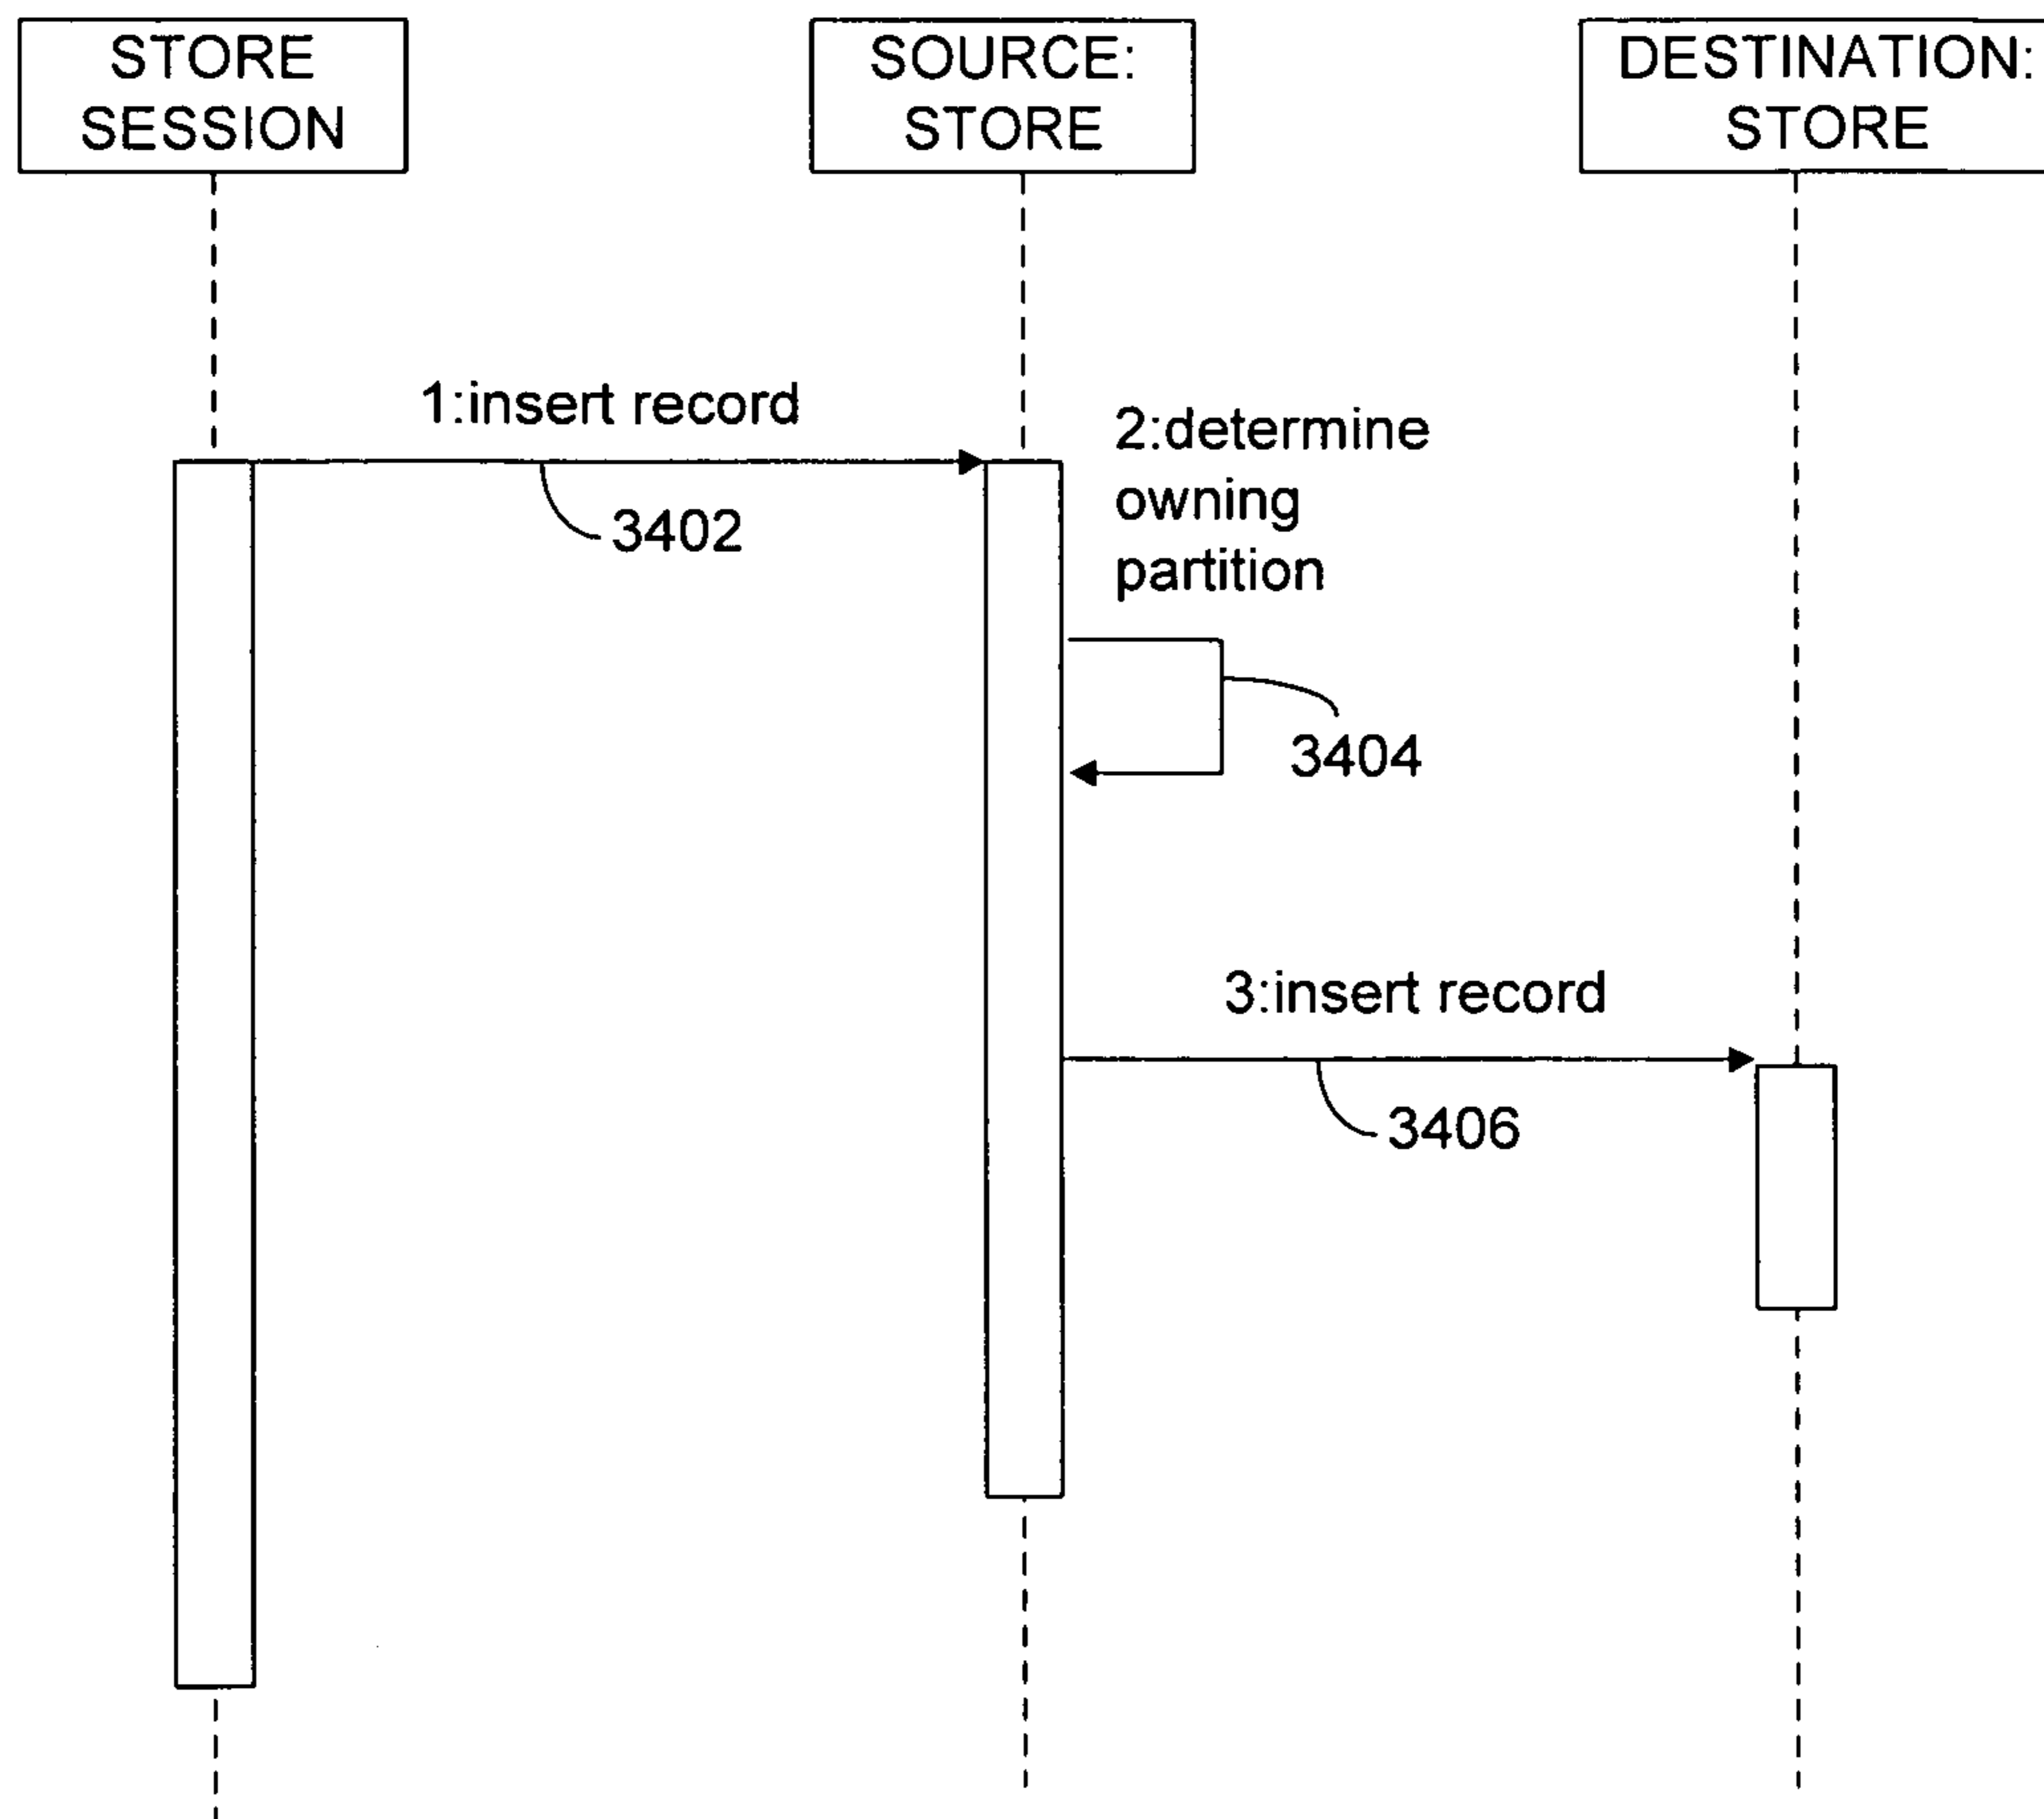 STORE
SESSION
SOURCE:
STORE
DESTINATION:
STORE
1:insert record
3402
2:determine
owning
partition
3404
3:insert record
3406